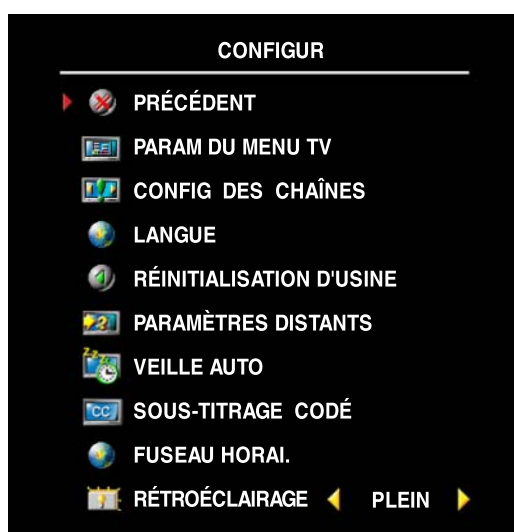 CONFIGUR
PRÉCÉDENT
PARAM DU MENU TV
CONFIG DES CHAÎNES
LANGUE
RÉINITIALISATION D'USINE
PARAMÈTRES DISTANTS
VEILLE AUTO
CC SOUS-TITRAGE CODÉ
FUSEAU HORAI.
RÉTROÉCLAIRAGE PLEIN